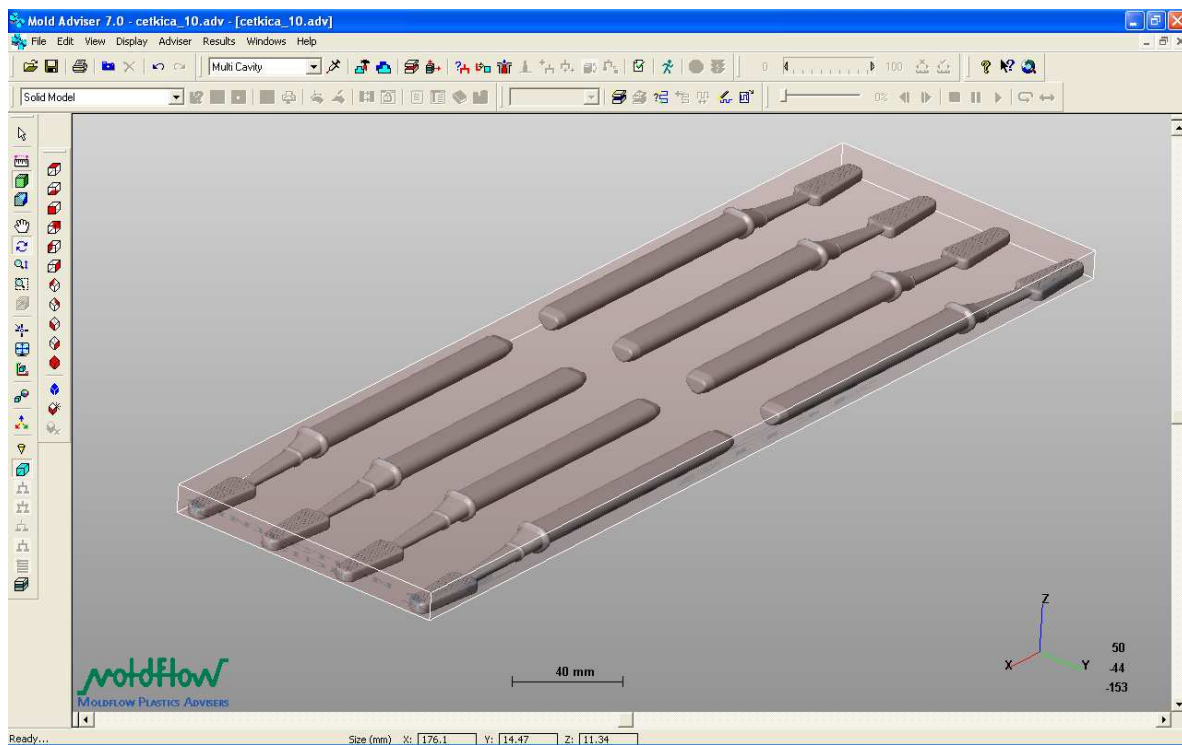 Mold Adviser 7.0 - cetkica_10.adv - [cetkica_10.adv]
File Edit View Display Adviser Results Windows Help
Multi Cavity 0 100
Solid Model 0%
Z
X Y
50
-44
-153
40 mm
moldflow
MOLDFLOW PLASTICS ADVISERS
Ready... Size (mm) X: 176.1 Y: 14.47 Z: 11.34